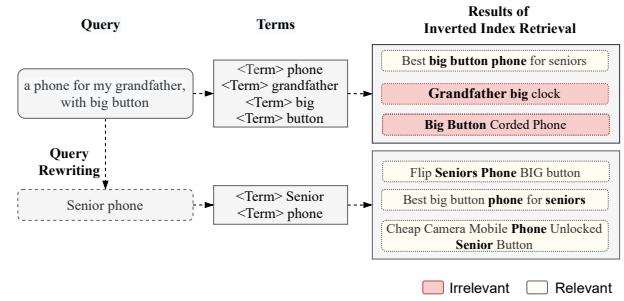 Query
Terms
Results of
Inverted Index Retrieval
a phone for my grandfather,
with big button
<Term> phone
<Term> grandfather
<Term> big
<Term> button
Best big button phone for seniors
Grandfather big clock
Big Button Corded Phone
Query
Rewriting
Senior phone
<Term> Senior
<Term> phone
Flip Seniors Phone BIG button
Best big button phone for seniors
Cheap Camera Mobile Phone Unlocked
Senior Button
Irrelevant
Relevant